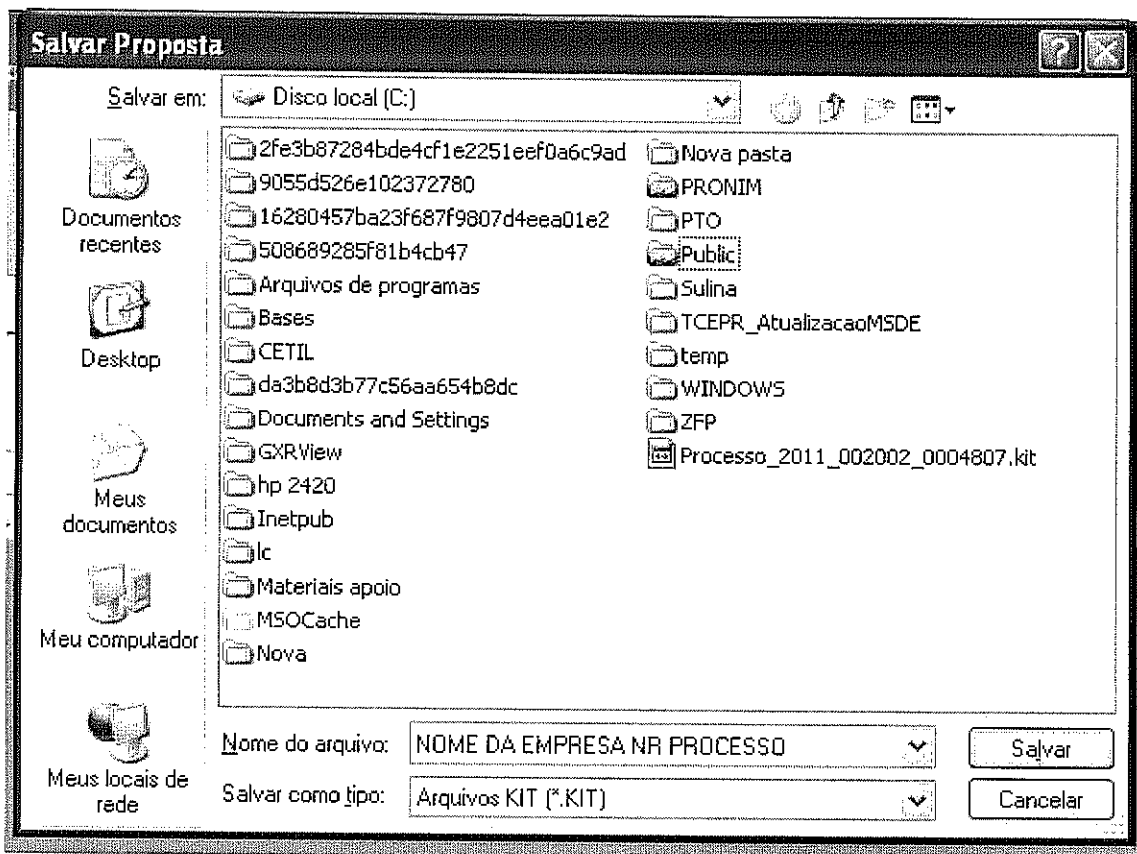 Salvar Proposta
Salvar em:
Disco local (C:)
Documentos
recentes
Desktop
Meus
documentos
Meu computador
Meus locais de
rede
2fe3b87284bde4cf1e2251eef0a6c9ad
9055d526e102372780
16280457ba23f687f9807d4eea01e2
508689285f81b4cb47
Arquivos de programas
Bases
CETIL
da3b8d3b77c56aa654b8dc
Documents and Settings
GXRView
hp 2420
Inetpub
lc
Materiais apoio
MSOCache
Nova
Nova pasta
PRONIM
PTO
Public
Sulina
TCEPR_AtualizacaoMSDE
temp
WINDOWS
ZFP
Processo_2011_002002_0004807.kit
Nome do arquivo:
NOME DA EMPRESA NR PROCESSO
Salvar
Salvar como tipo:
Arquivos KIT (*.KIT)
Cancelar